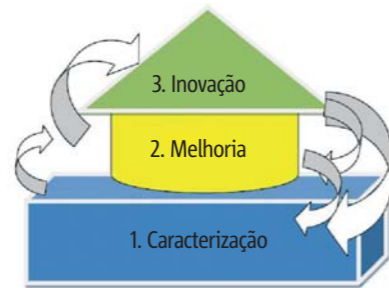 3. Inovação
2. Melhoria
1. Caracterização